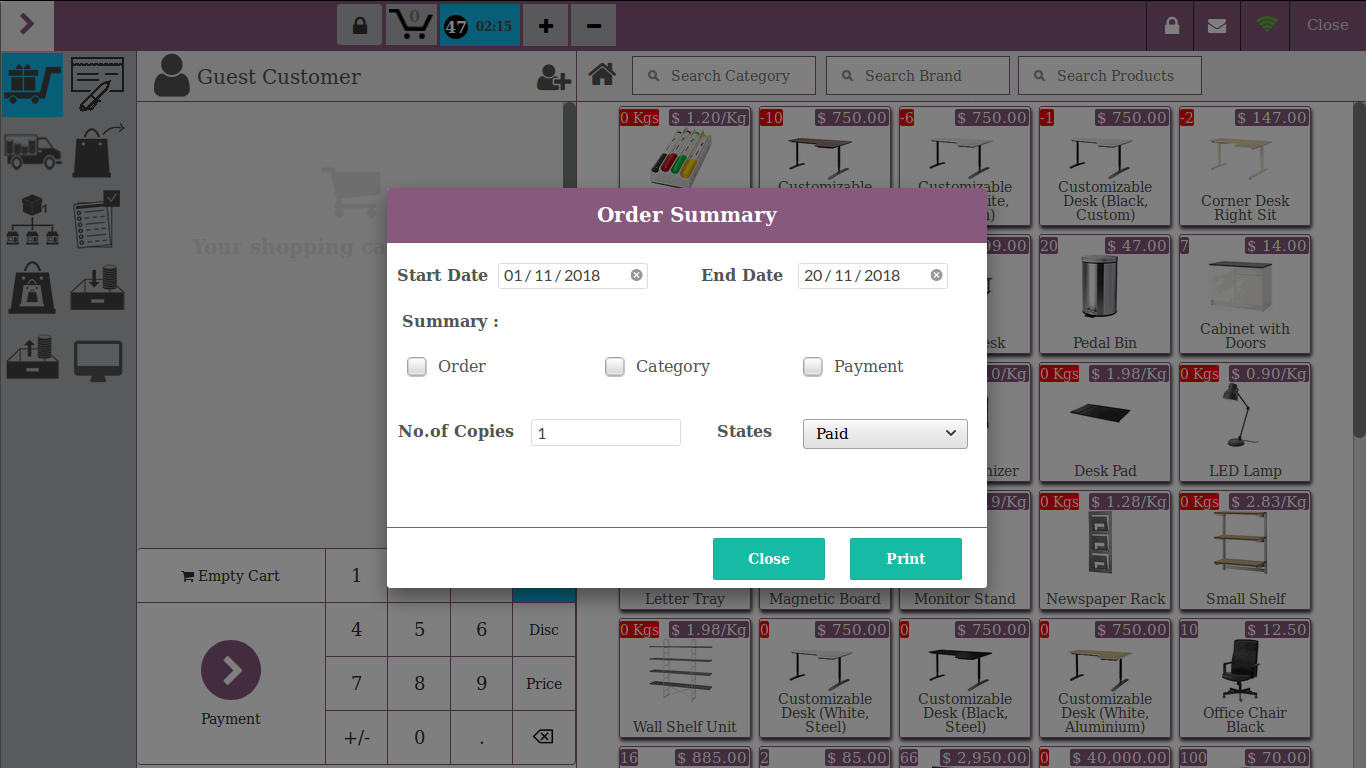 0
47 02:15
+
−
Close
Guest Customer
Search Category
Search Brand
Search Products
0 Kgs $ 1.20/Kg
-10 $ 750.00
Customizable
-6 $ 750.00
Customizable
-1 $ 750.00
Customizable
Desk (Black,
Custom)
-2 $ 147.00
Corner Desk
Right Sit
Your shopping ca
20 $ 47.00
Pedal Bin
7 $ 14.00
Cabinet with
Doors
0 Kgs $ 1.98/Kg
Desk Pad
0 Kgs $ 0.90/Kg
LED Lamp
Order Summary
Start Date 01 / 11 / 2018
End Date 20 / 11 / 2018
Summary :
Order
Category
Payment
No.of Copies 1
States Paid
Close
Print
Letter Tray
Magnetic Board
Monitor Stand
0 Kgs $ 1.28/Kg
Newspaper Rack
0 Kgs $ 2.83/Kg
Small Shelf
0 Kgs $ 1.98/Kg
Wall Shelf Unit
0 $ 750.00
Customizable
Desk (White,
Steel)
0 $ 750.00
Customizable
Desk (Black,
Steel)
0 $ 750.00
Customizable
Desk (White,
Aluminium)
10 $ 12.50
Office Chair
Black
16 $ 885.00
2 $ 85.00
66 $ 2,950.00
0 $ 40,000.00
100 $ 70.00
Empty Cart
1
4 5 6 Disc
7 8 9 Price
+/- 0 .
Payment